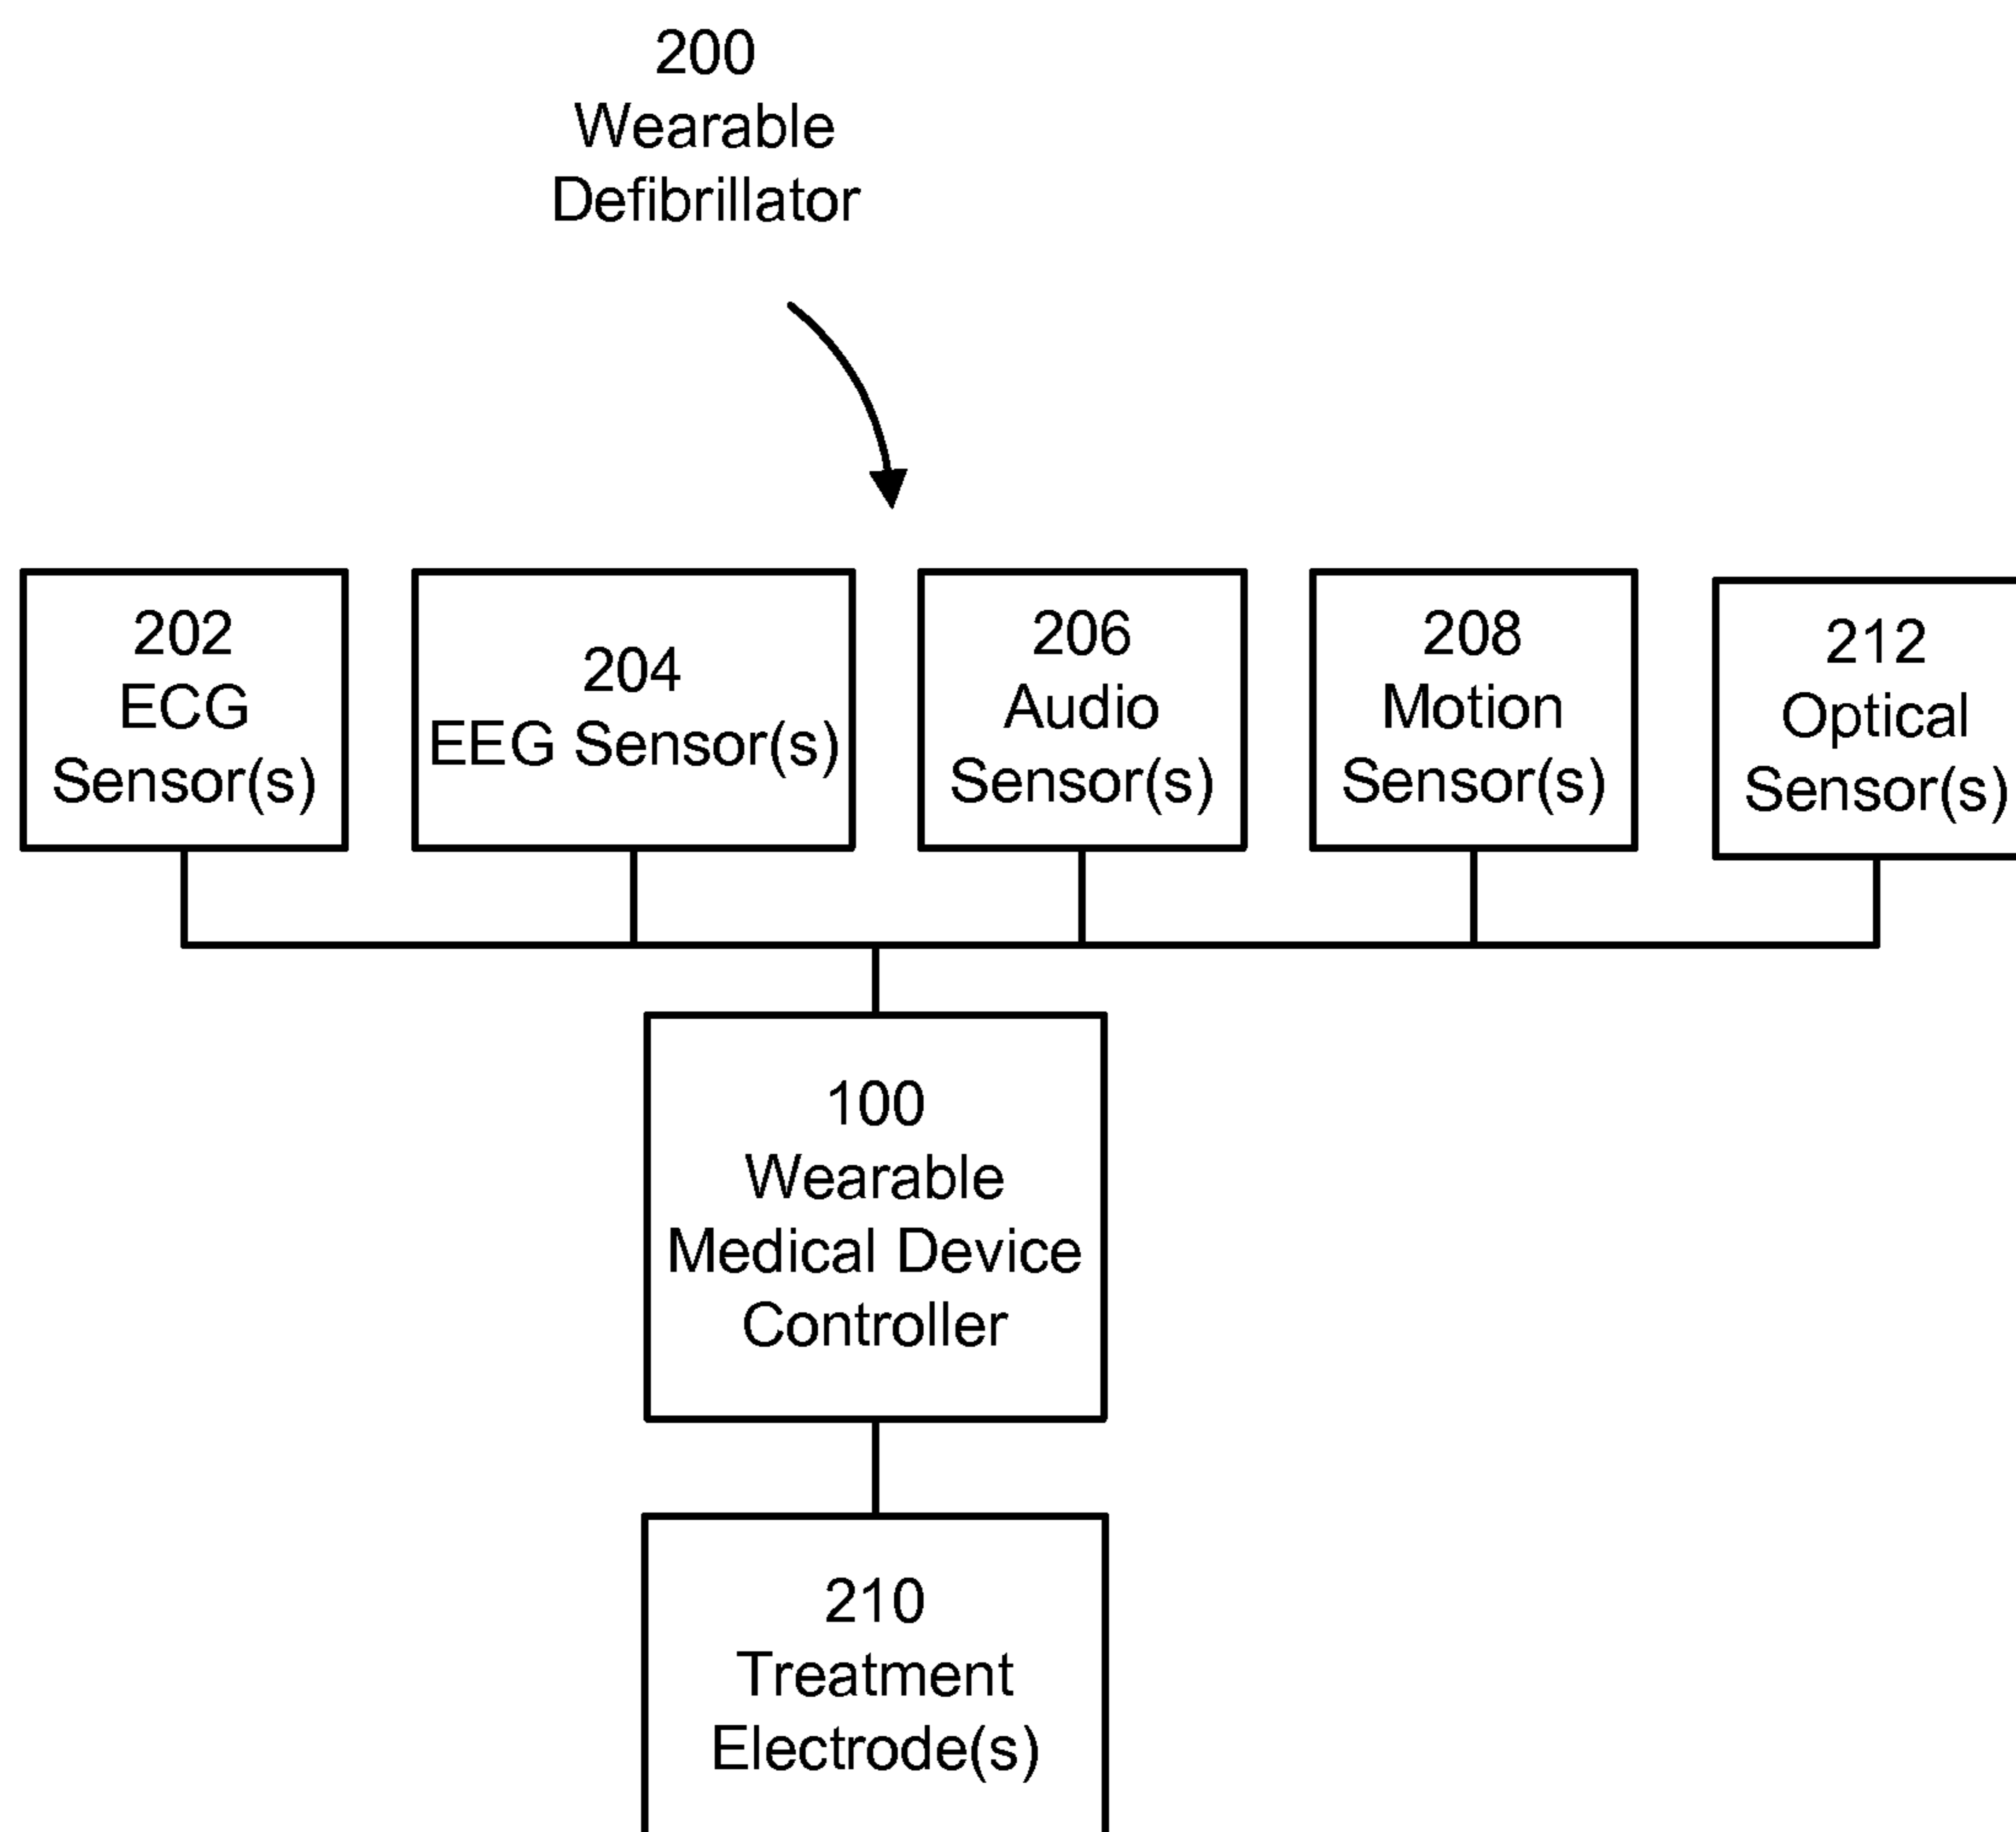 200
Wearable
Defibrillator
202
ECG
Sensor(s)
204
EEG Sensor(s)
206
Audio
Sensor(s)
208
Motion
Sensor(s)
212
Optical
Sensor(s)
100
Wearable
Medical Device
Controller
210
Treatment
Electrode(s)